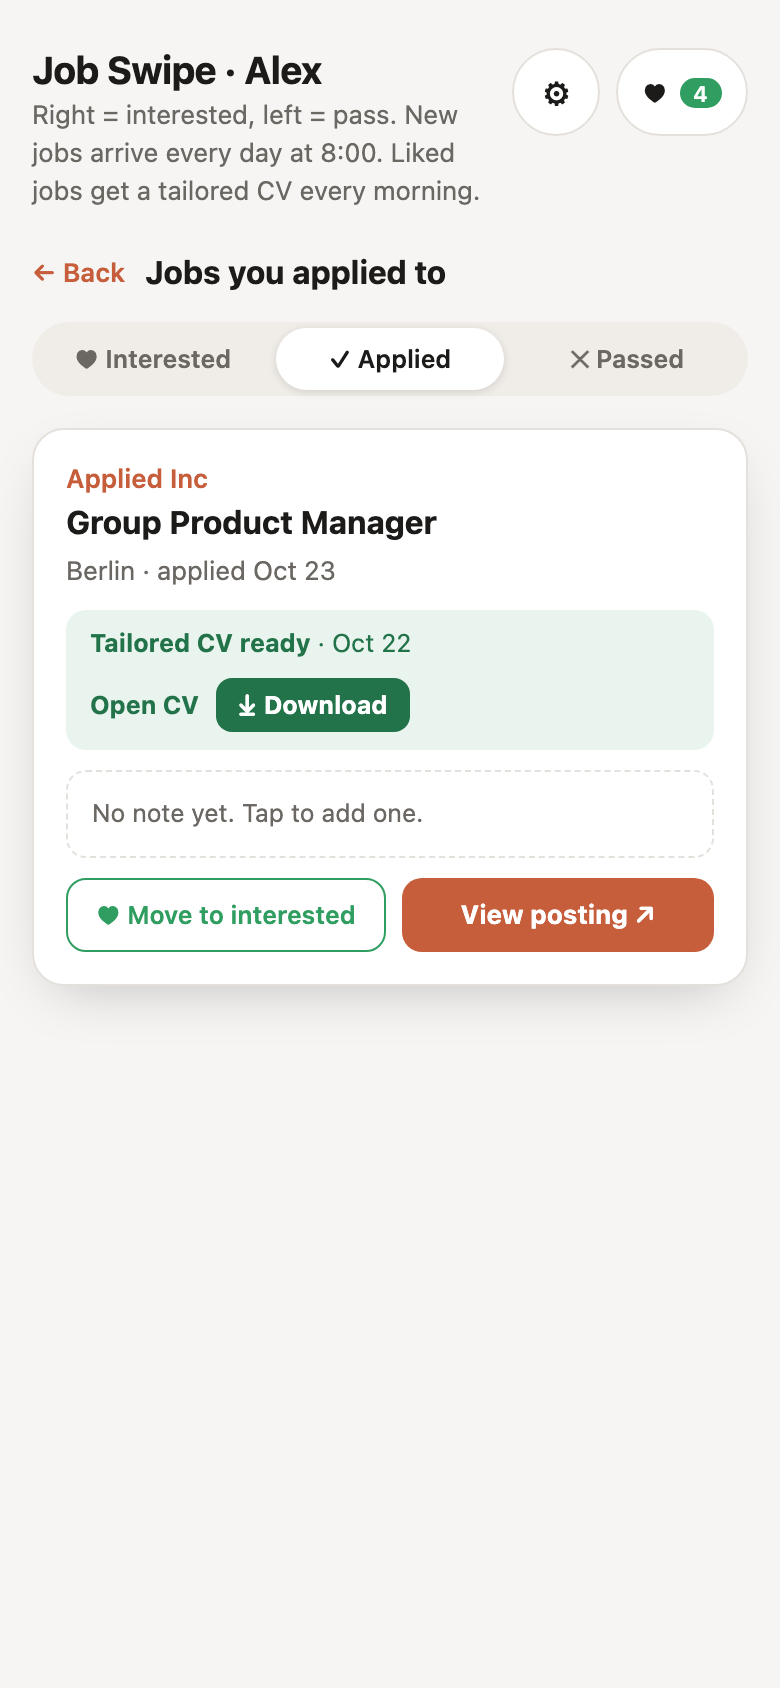 Job Swipe · Alex
Right = interested, left = pass. New
jobs arrive every day at 8:00. Liked
jobs get a tailored CV every morning.
4
← Back Jobs you applied to
♥ Interested
✓ Applied
✕ Passed
Applied Inc
Group Product Manager
Berlin · applied Oct 23
Tailored CV ready · Oct 22
Open CV
Download
No note yet. Tap to add one.
♥ Move to interested
View posting ↗